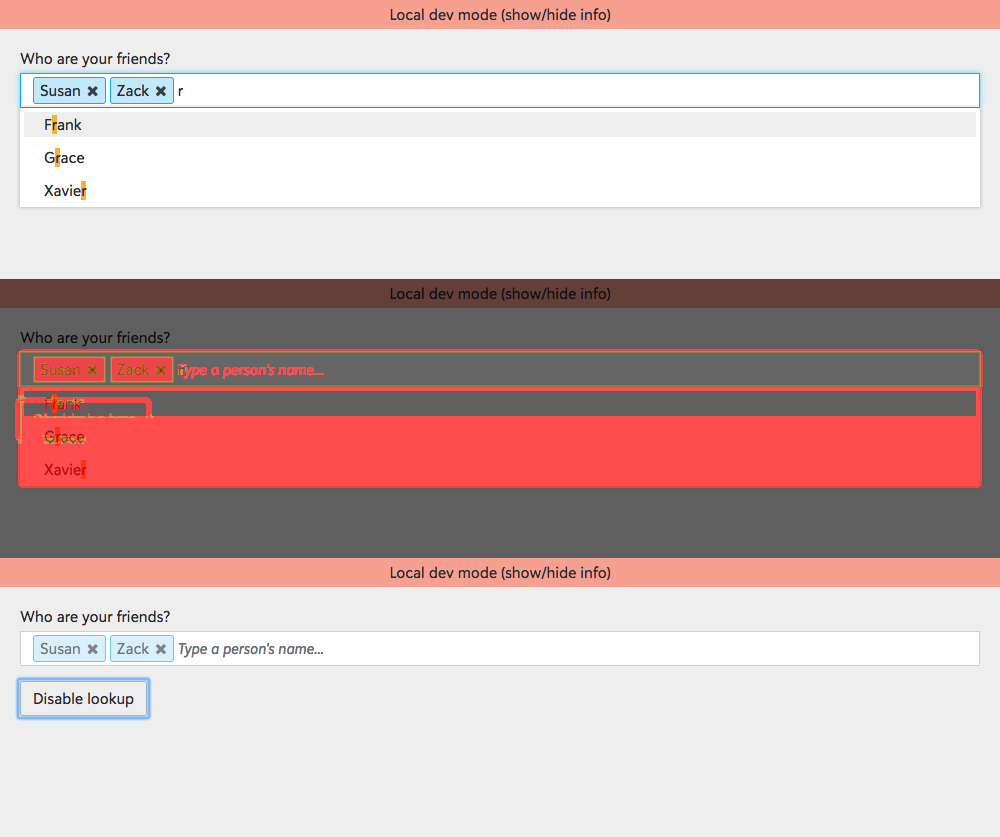 Local dev mode (show/hide info)
Who are your friends?
Susan ✖ Zack ✖ r
Frank
Grace
Xavier
Local dev mode (show/hide info)
Who are your friends?
Susan ✖ Zack ✖ Type a person's name...
Frank
Grace
Xavier
Local dev mode (show/hide info)
Who are your friends?
Susan ✖ Zack ✖ Type a person's name...
Disable lookup